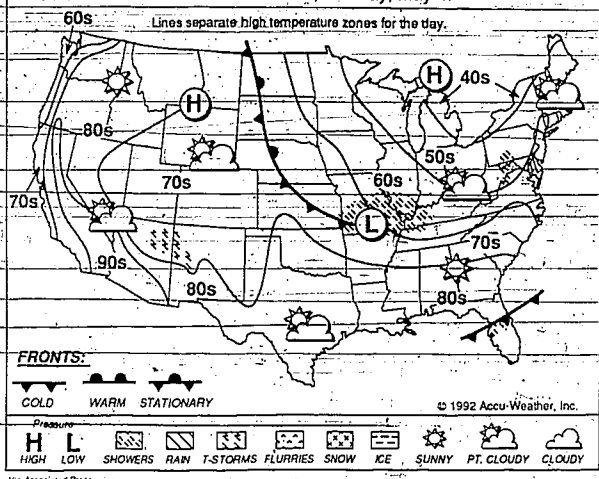 Lines separate high temperature zones for the day.
60s
H
40s
H
80s
50s
70s
60s
70s
L
70s
90s
80s
80s
FRONTS:
COLD WARM STATIONARY
© 1992 Accu-Weather, Inc.
Pressure
H L
HIGH LOW SHOWERS RAIN T-STORMS FLURRIES SNOW ICE SUNNY PT. CLOUDY CLOUDY